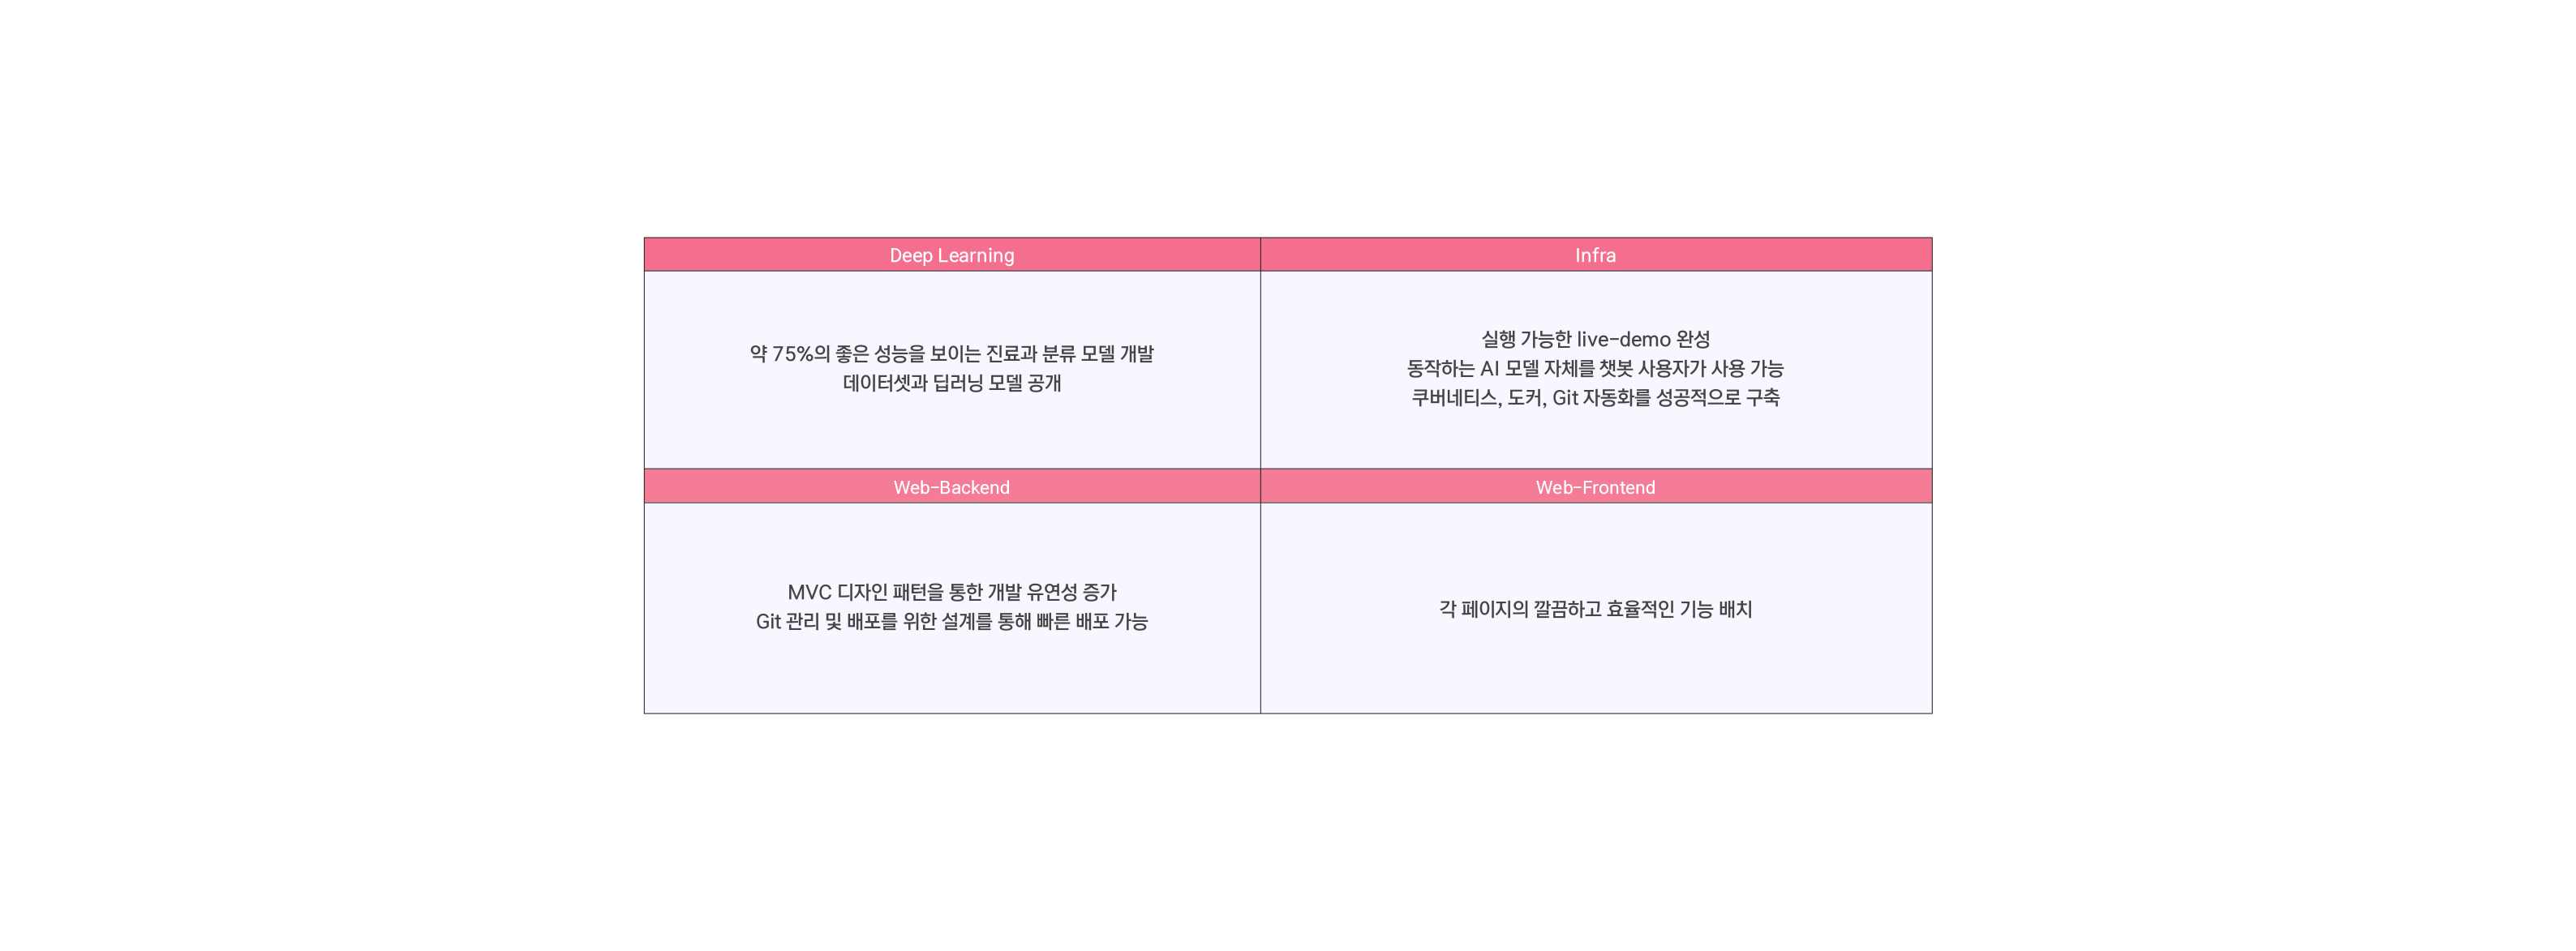 Deep Learning
Infra
약 75%의 좋은 성능을 보이는 진료과 분류 모델 개발
데이터셋과 딥러닝 모델 공개
실행 가능한 live-demo 완성
동작하는 AI 모델 자체를 챗봇 사용자가 사용 가능
쿠버네티스, 도커, Git 자동화를 성공적으로 구축
Web-Backend
Web-Frontend
MVC 디자인 패턴을 통한 개발 유연성 증가
Git 관리 및 배포를 위한 설계를 통해 빠른 배포 가능
각 페이지의 깔끔하고 효율적인 기능 배치